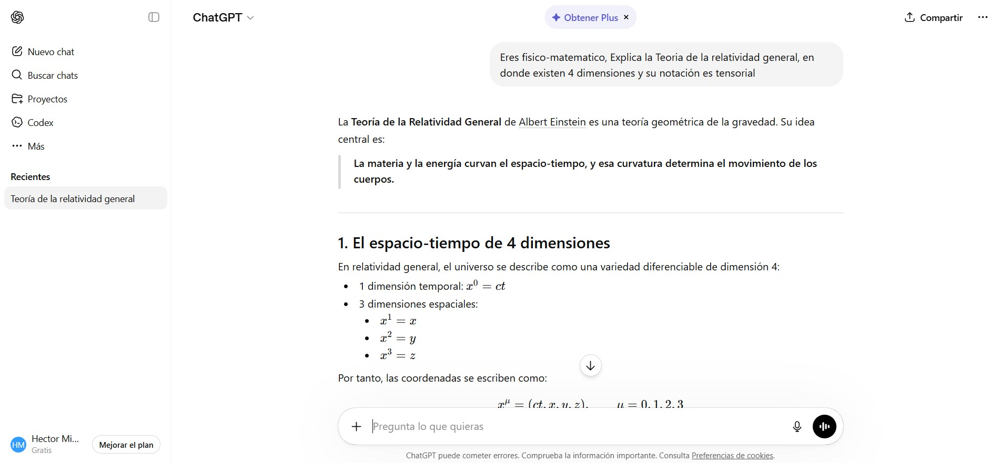 ChatGPT
Obtener Plus ×
Compartir
Nuevo chat
Buscar chats
Proyectos
Codex
Más
Recientes
Teoría de la relatividad general
Eres fisico-matematico, Explica la Teoria de la relatividad general, en
donde existen 4 dimensiones y su notación es tensorial
La Teoría de la Relatividad General de Albert Einstein es una teoría geométrica de la gravedad. Su idea
central es:
La materia y la energía curvan el espacio-tiempo, y esa curvatura determina el movimiento de los
cuerpos.
1. El espacio-tiempo de 4 dimensiones
En relatividad general, el universo se describe como una variedad diferenciable de dimensión 4:
• 1 dimensión temporal: x⁰ = ct
• 3 dimensiones espaciales:
• x¹ = x
• x² = y
• x³ = z
Por tanto, las coordenadas se escriben como:
x^μ = (ct, x, y, z),   μ = 0, 1, 2, 3
Pregunta lo que quieras
ChatGPT puede cometer errores. Comprueba la información importante. Consulta Preferencias de cookies.
HM
Hector Mi...
Gratis
Mejorar el plan